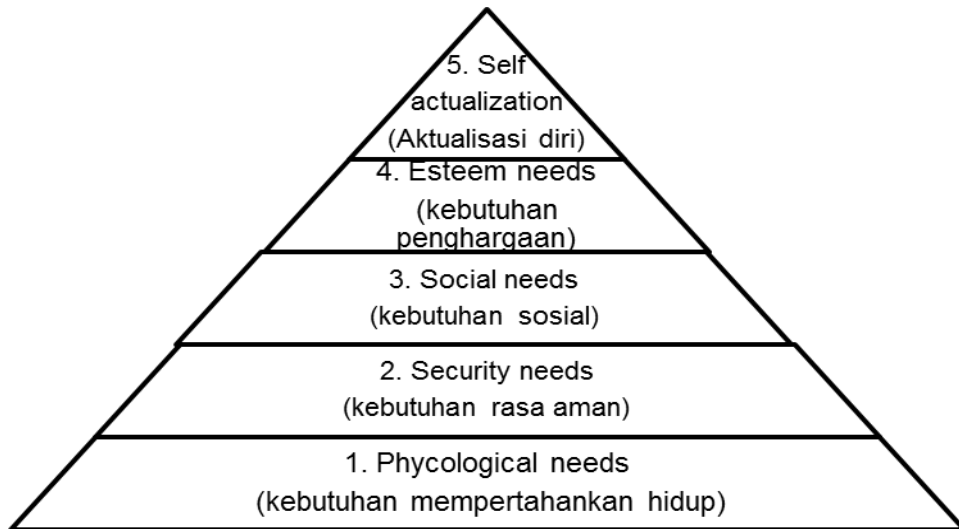 5. Self
actualization
(Aktualisasi diri)
4. Esteem needs
(kebutuhan
penghargaan)
3. Social needs
(kebutuhan sosial)
2. Security needs
(kebutuhan rasa aman)
1. Phycological needs
(kebutuhan mempertahankan hidup)